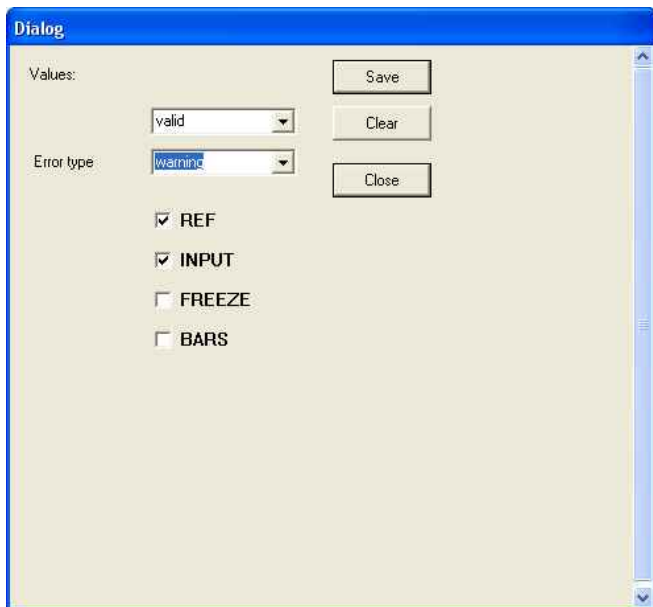 Dialog
Values:
Save
valid
Clear
Error type
warning
Close
REF
INPUT
FREEZE
BARS